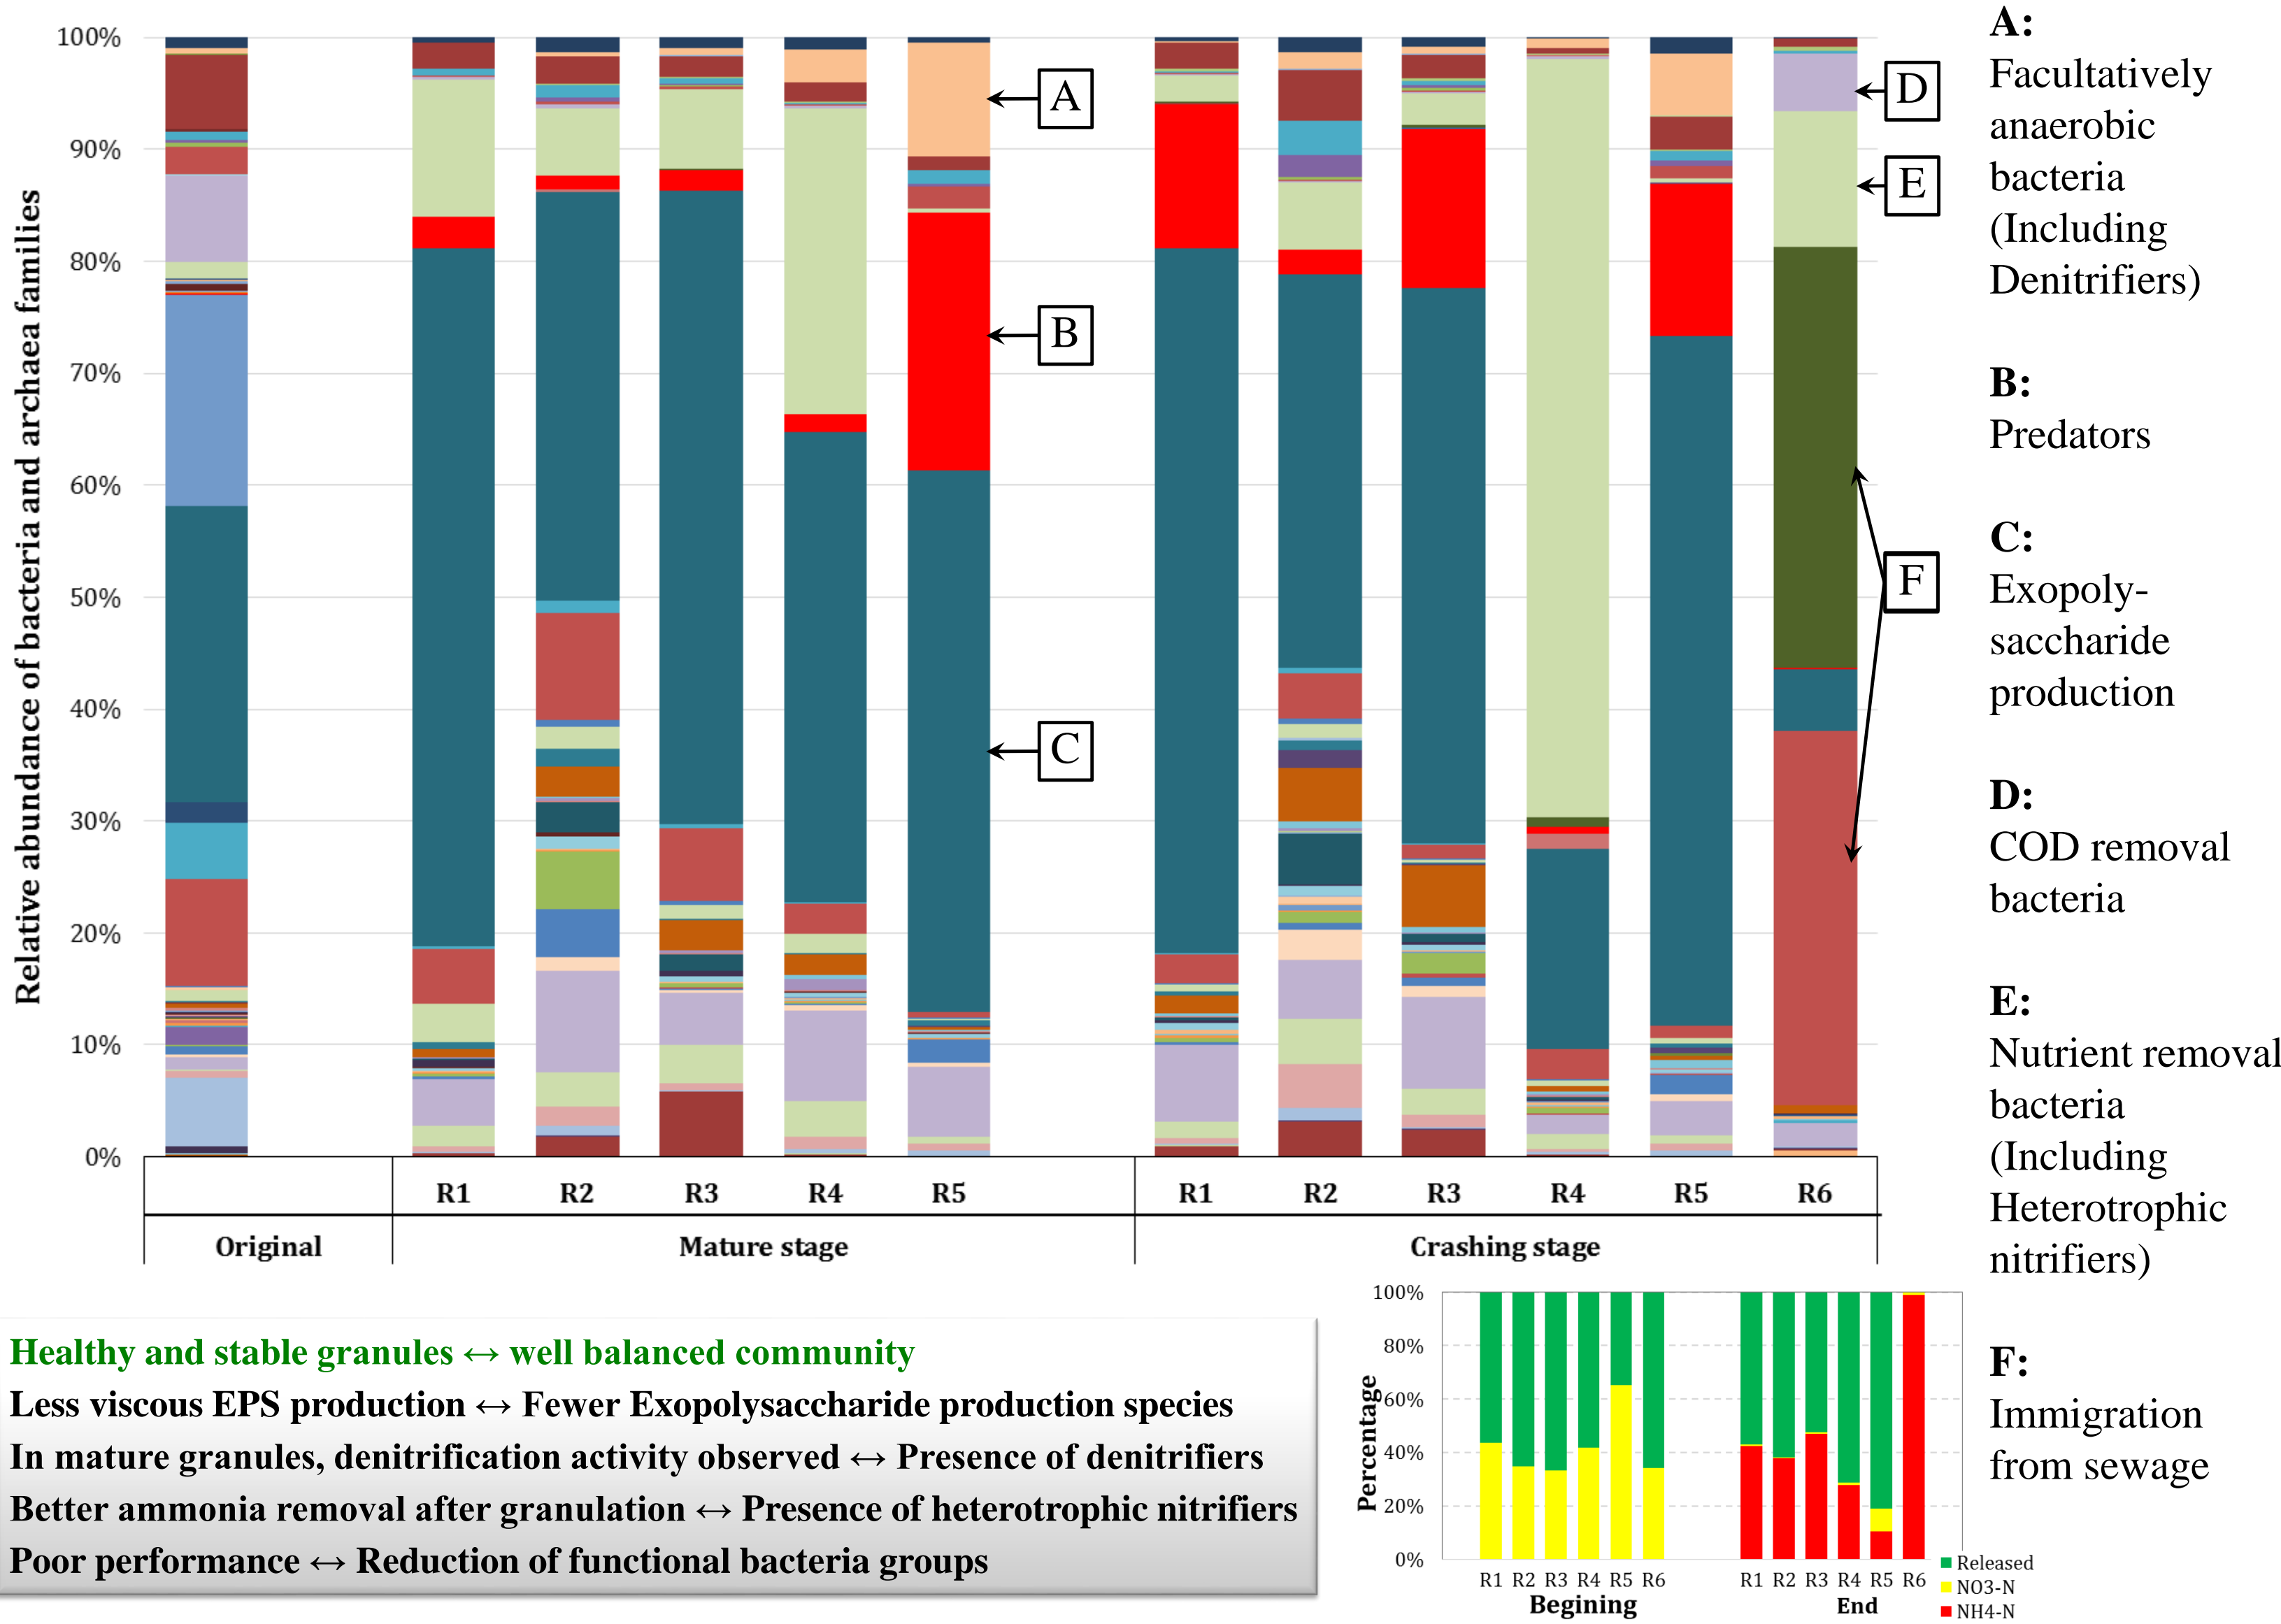 Relative abundance of bacteria and archaea families
100%
90%
80%
70%
60%
50%
40%
30%
20%
10%
0%
A
B
C
D
E
F
R1 R2 R3 R4 R5 R1 R2 R3 R4 R5 R6
Original Mature stage Crashing stage
A:
Facultatively
anaerobic
bacteria
(Including
Denitrifiers)
B:
Predators
C:
Exopoly-
saccharide
production
D:
COD removal
bacteria
E:
Nutrient removal
bacteria
(Including
Heterotrophic
nitrifiers)
F:
Immigration
from sewage
Healthy and stable granules ↔ well balanced community
Less viscous EPS production ↔ Fewer Exopolysaccharide production species
In mature granules, denitrification activity observed ↔ Presence of denitrifiers
Better ammonia removal after granulation ↔ Presence of heterotrophic nitrifiers
Poor performance ↔ Reduction of functional bacteria groups
Percentage
100%
80%
60%
40%
20%
0%
R1 R2 R3 R4 R5 R6 R1 R2 R3 R4 R5 R6
Begining End
Released
NO3-N
NH4-N